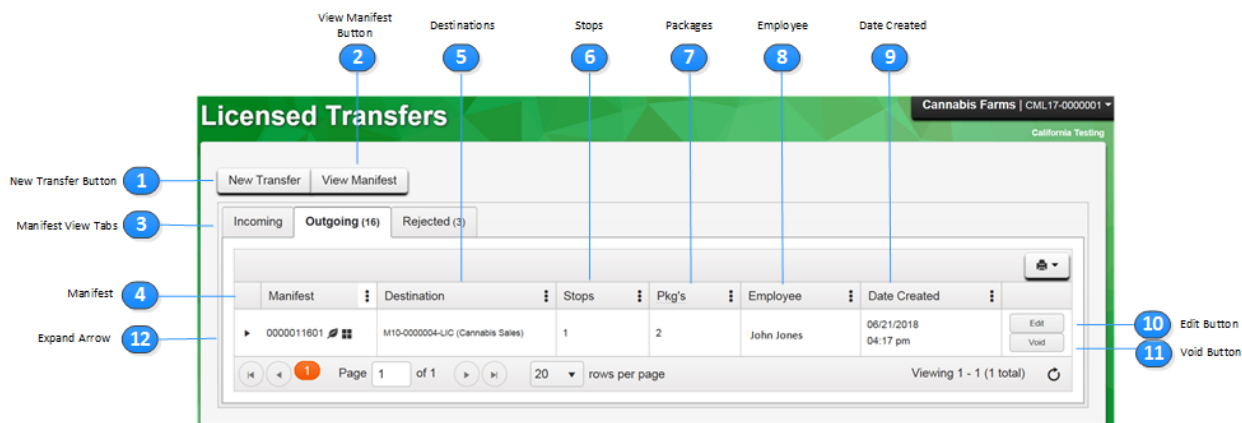 View Manifest
Button
Destinations
Stops
Packages
Employee
Date Created
2
5
6
7
8
9
Licensed Transfers
Cannabis Farms | CML17-0000001
California Testing
New Transfer Button
1
New Transfer
View Manifest
Manifest View Tabs
3
Incoming
Outgoing (16)
Rejected (3)
Manifest
4
Manifest
Destination
Stops
Pkg's
Employee
Date Created
Expand Arrow
12
0000011601
M10-0000004-LIC (Cannabis Sales)
1
2
John Jones
06/21/2018
04:17 pm
Edit
Void
10
Edit Button
11
Void Button
1
Page
1
of 1
20
rows per page
Viewing 1 - 1 (1 total)